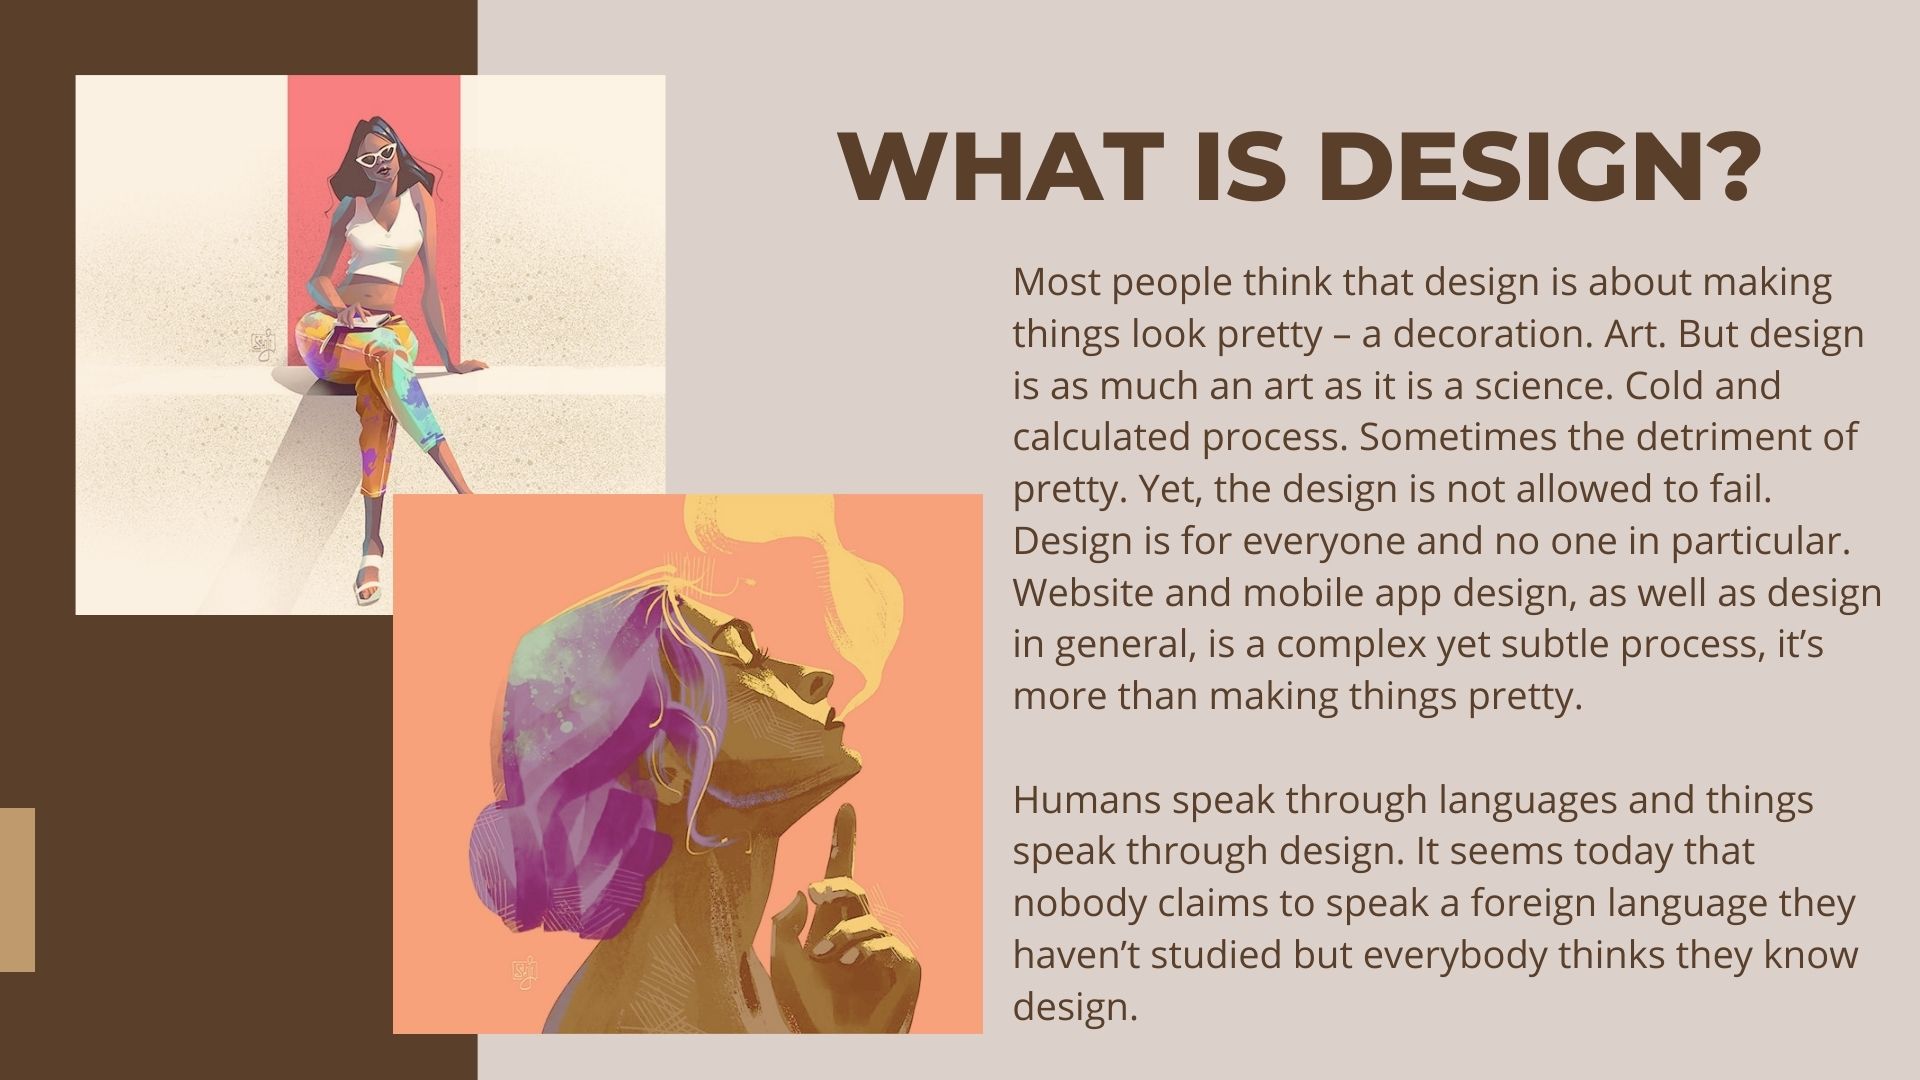 WHAT IS DESIGN?
Most people think that design is about making
things look pretty – a decoration. Art. But design
is as much an art as it is a science. Cold and
calculated process. Sometimes the detriment of
pretty. Yet, the design is not allowed to fail.
Design is for everyone and no one in particular.
Website and mobile app design, as well as design
in general, is a complex yet subtle process, it’s
more than making things pretty.
Humans speak through languages and things
speak through design. It seems today that
nobody claims to speak a foreign language they
haven’t studied but everybody thinks they know
design.